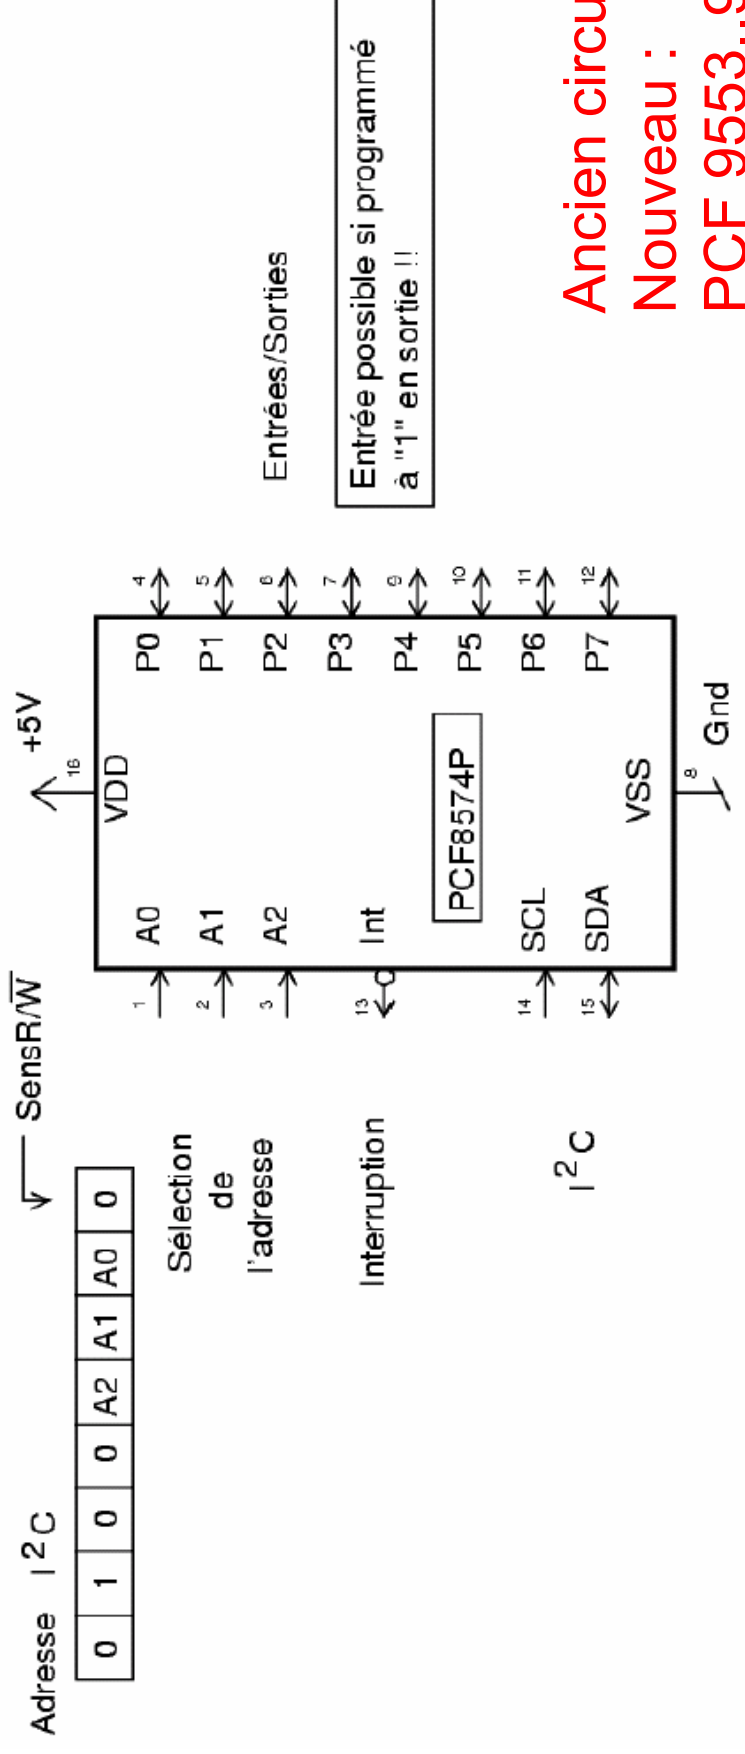 Adresse I²C
SensR/W̅
0 1 0 0 A2 A1 A0 0
+5V
16
VDD
Sélection
de
l'adresse
1
2
3
A0
A1
A2
P0
P1
P2
P3
P4
P5
P6
P7
4
5
6
7
9
10
11
12
Entrées/Sorties
Interruption
13
Int
Entrée possible si programmé
à "1" en sortie !!
PCF8574P
I²C
14
15
SCL
SDA
VSS
8
Gnd
Ancien circu
Nouveau :
PCF 9553..9